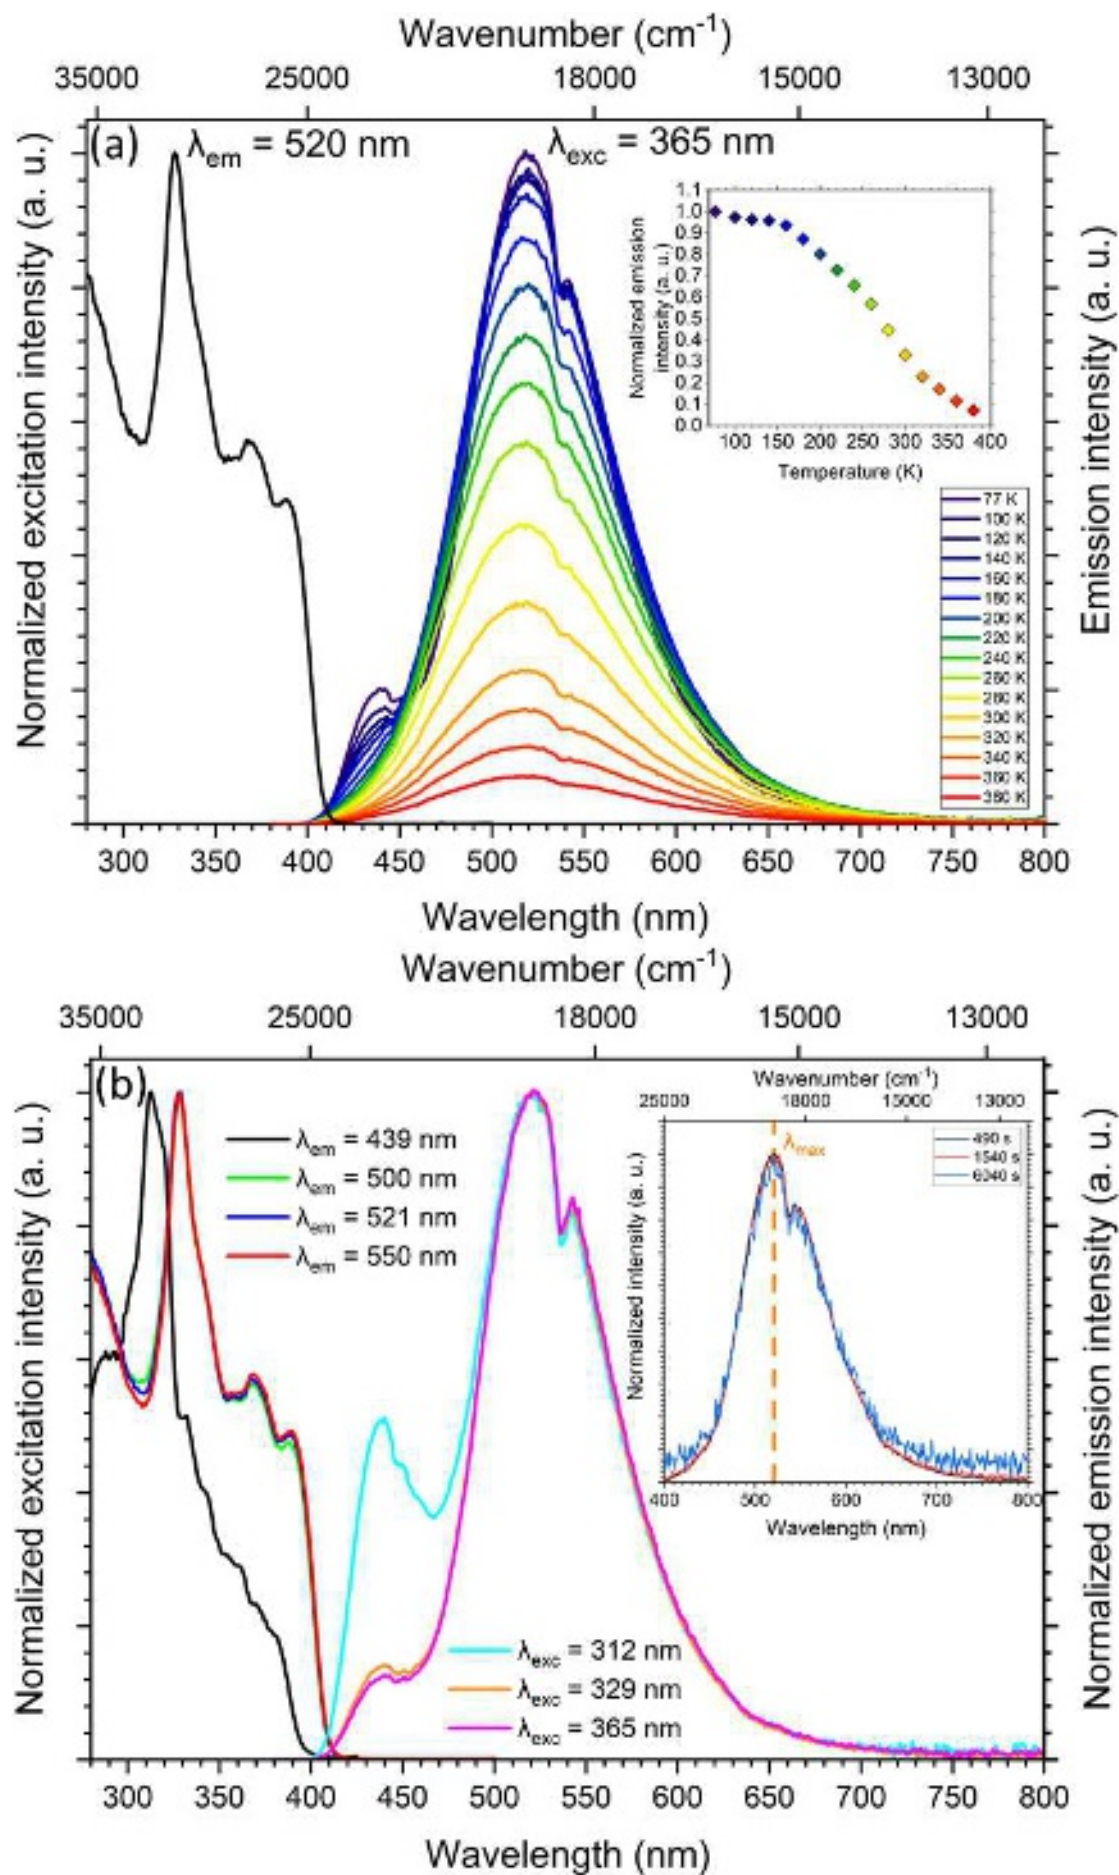 Wavenumber (cm⁻¹)
35000 25000 18000 15000 13000
(a) λem = 520 nm λexc = 365 nm
Normalized excitation intensity (a. u.)
Emission intensity (a. u.)
Normalized emission
intensity (a. u.)
1.1
1.0
0.9
0.8
0.7
0.6
0.5
0.4
0.3
0.2
0.1
0.0
100 150 200 250 300 350 400
Temperature (K)
77 K
100 K
120 K
140 K
160 K
180 K
200 K
220 K
240 K
260 K
280 K
300 K
320 K
340 K
360 K
380 K
300 350 400 450 500 550 600 650 700 750 800
Wavelength (nm)
Wavenumber (cm⁻¹)
35000 25000 18000 15000 13000
(b)
Normalized excitation intensity (a. u.)
Normalized emission intensity (a. u.)
λem = 439 nm
λem = 500 nm
λem = 521 nm
λem = 550 nm
Wavenumber (cm⁻¹)
25000 18000 15000 13000
λmax
490 s
1540 s
6040 s
Normalized intensity (a. u.)
400 500 600 700 800
Wavelength (nm)
λexc = 312 nm
λexc = 329 nm
λexc = 365 nm
300 350 400 450 500 550 600 650 700 750 800
Wavelength (nm)